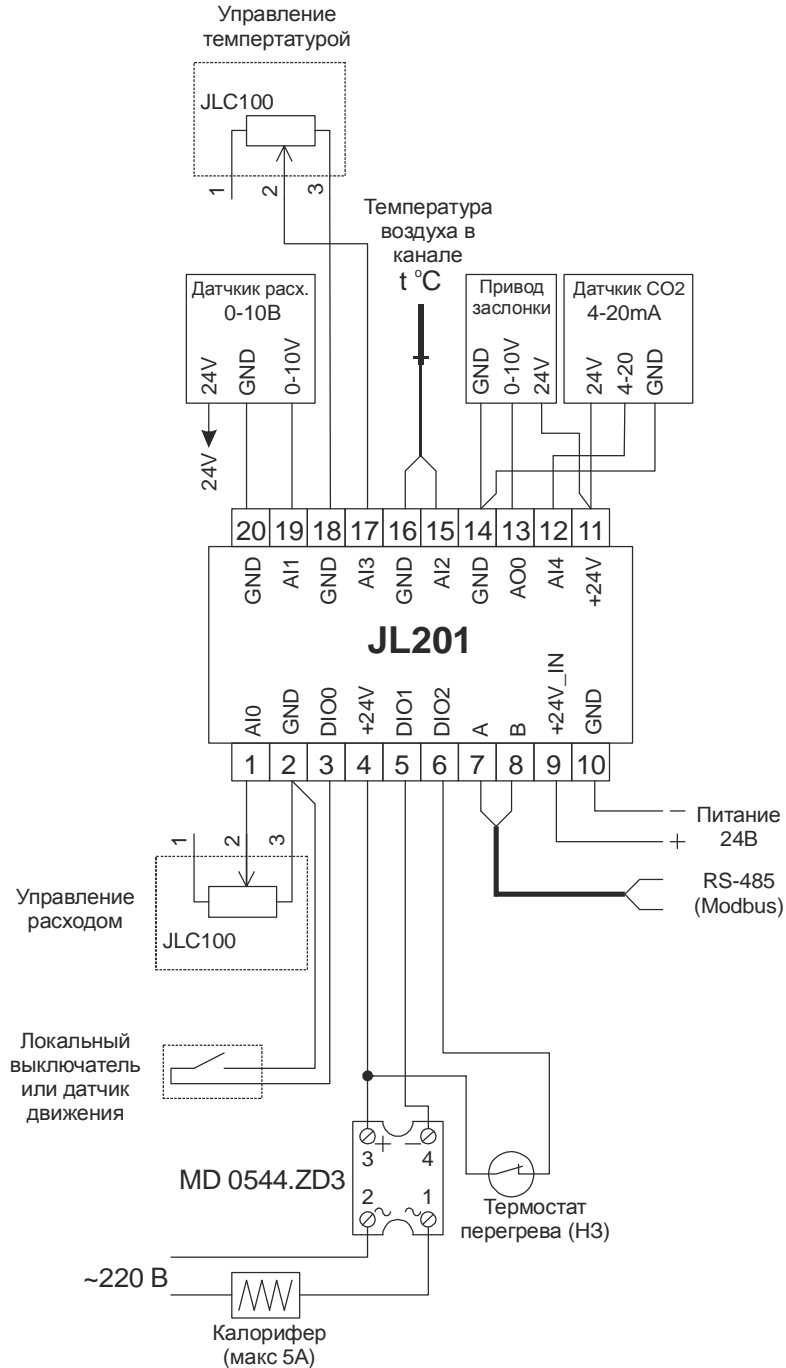 Управление
темпертатурой
JLC100
1
2
3
Температура
воздуха в
канале
t °C
Датчкик расх.
0-10В
24V
GND
0-10V
24V
Привод
заслонки
GND
0-10V
24V
Датчкик CO2
4-20mA
24V
4-20
GND
20 19 18 17 16 15 14 13 12 11
GND AI1 GND AI3 GND AI2 GND AO0 AI4 +24V
JL201
AI0 GND DIO0 +24V DIO1 DIO2 A B +24V_IN GND
1 2 3 4 5 6 7 8 9 10
− Питание
+ 24В
RS-485
(Modbus)
1
2
3
JLC100
Управление
расходом
Локальный
выключатель
или датчик
движения
MD 0544.ZD3
+ −
3 4
2 1
~ ~
Термостат
перегрева (НЗ)
~220 В
Калорифер
(макс 5А)